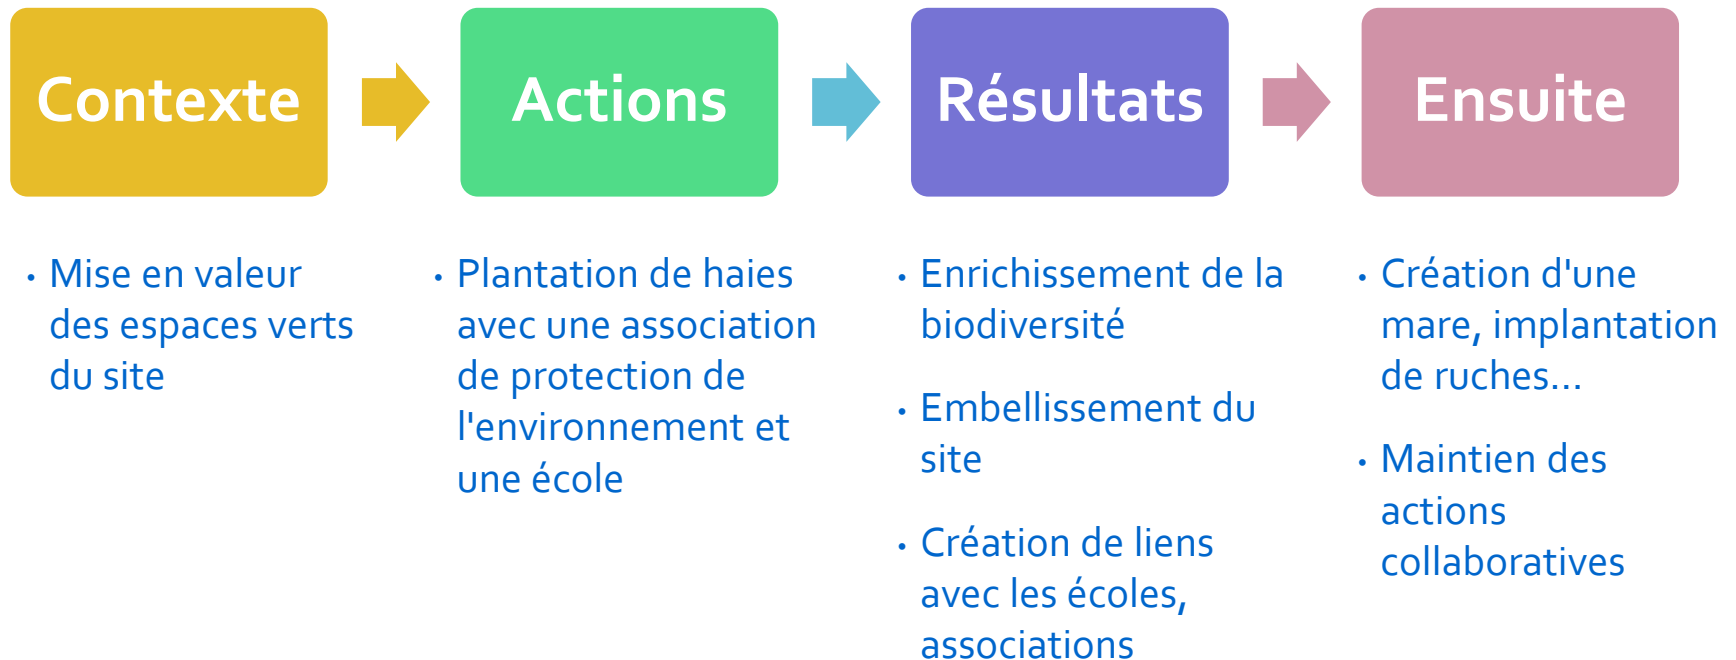 Contexte
Actions
Résultats
Ensuite
• Mise en valeur
des espaces verts
du site
• Plantation de haies
avec une association
de protection de
l'environnement et
une école
• Enrichissement de la
biodiversité
• Embellissement du
site
• Création de liens
avec les écoles,
associations
• Création d'une
mare, implantation
de ruches...
• Maintien des
actions
collaboratives